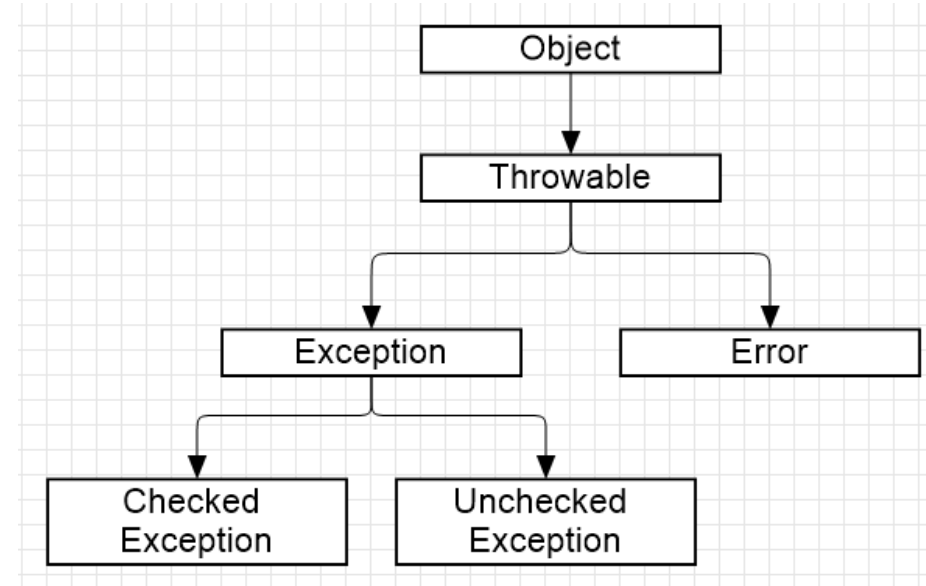 Object
Throwable
Exception
Error
Checked
Exception
Unchecked
Exception